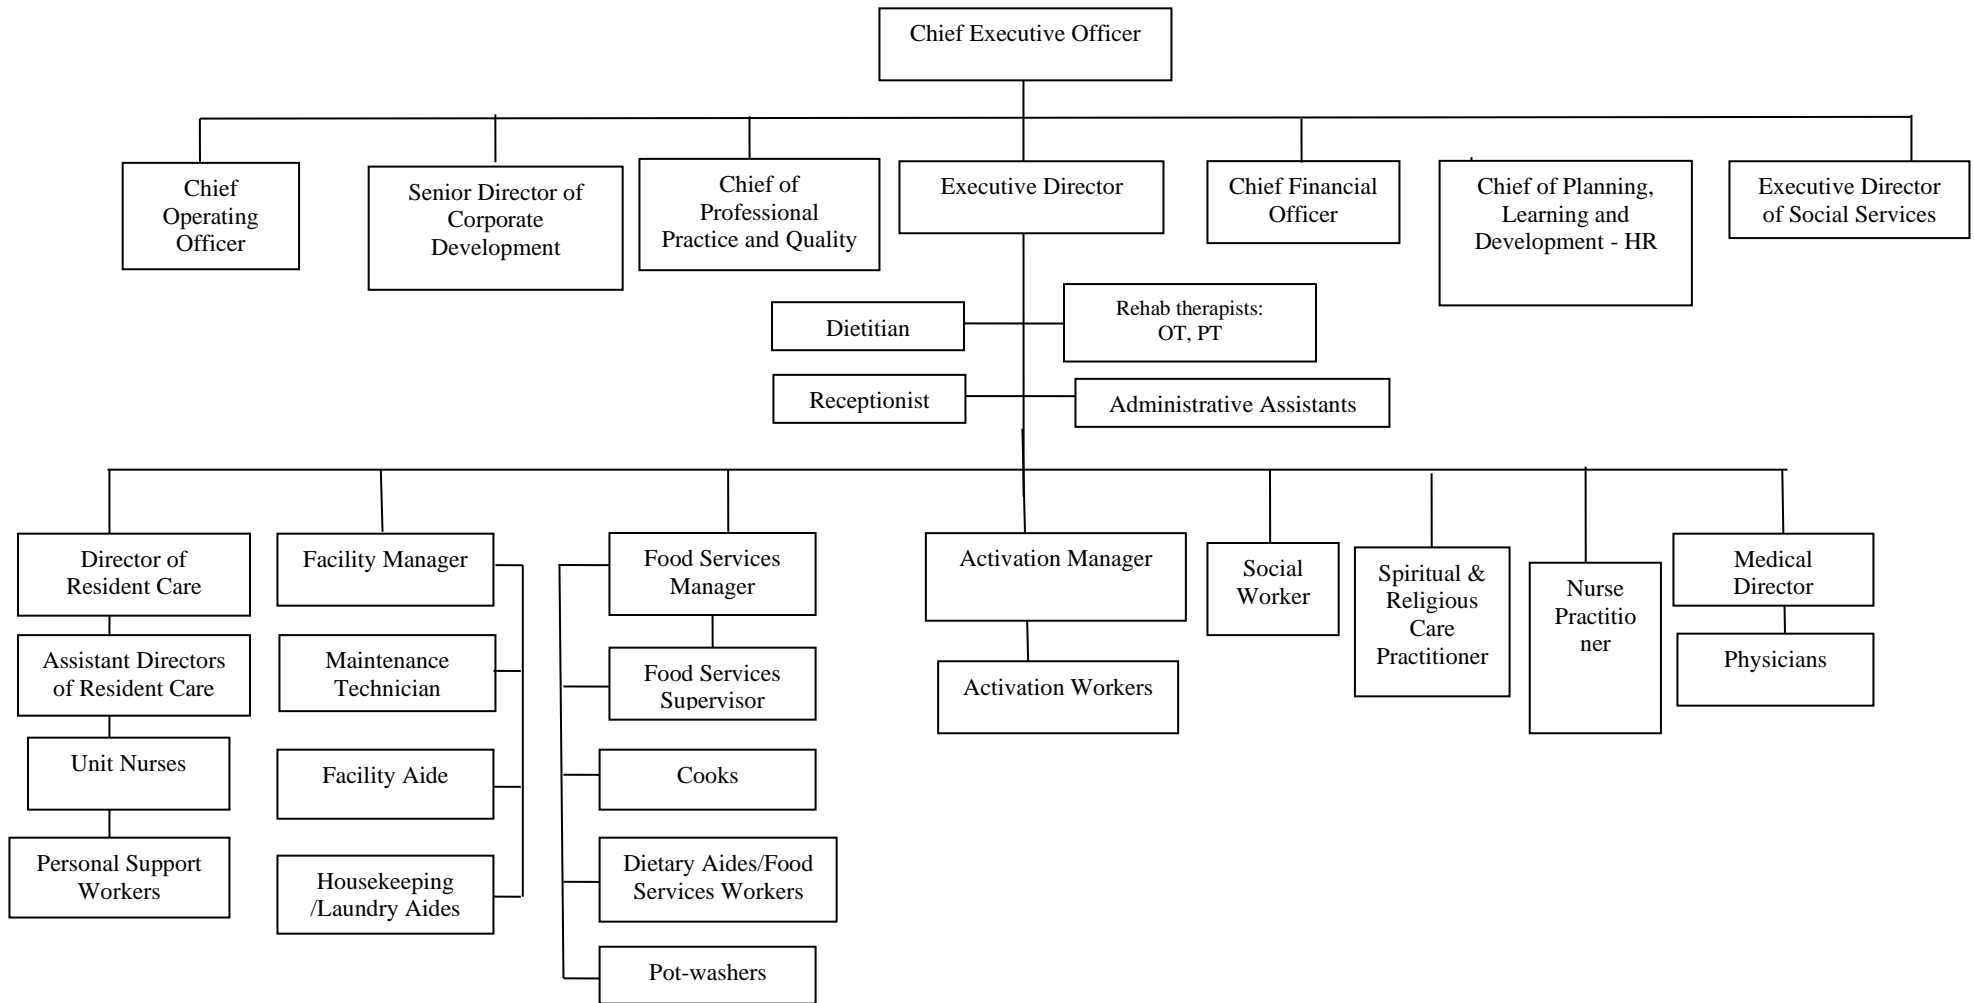 Chief Executive Officer
Chief
Operating
Officer
Senior Director of
Corporate
Development
Chief of
Professional
Practice and Quality
Executive Director
Chief Financial
Officer
Chief of Planning,
Learning and
Development - HR
Executive Director
of Social Services
Dietitian
Rehab therapists:
OT, PT
Receptionist
Administrative Assistants
Director of
Resident Care
Facility Manager
Food Services
Manager
Activation Manager
Social
Worker
Spiritual &
Religious
Care
Practitioner
Nurse
Practitio
ner
Medical
Director
Assistant Directors
of Resident Care
Maintenance
Technician
Food Services
Supervisor
Activation Workers
Physicians
Unit Nurses
Facility Aide
Cooks
Personal Support
Workers
Housekeeping
/Laundry Aides
Dietary Aides/Food
Services Workers
Pot-washers